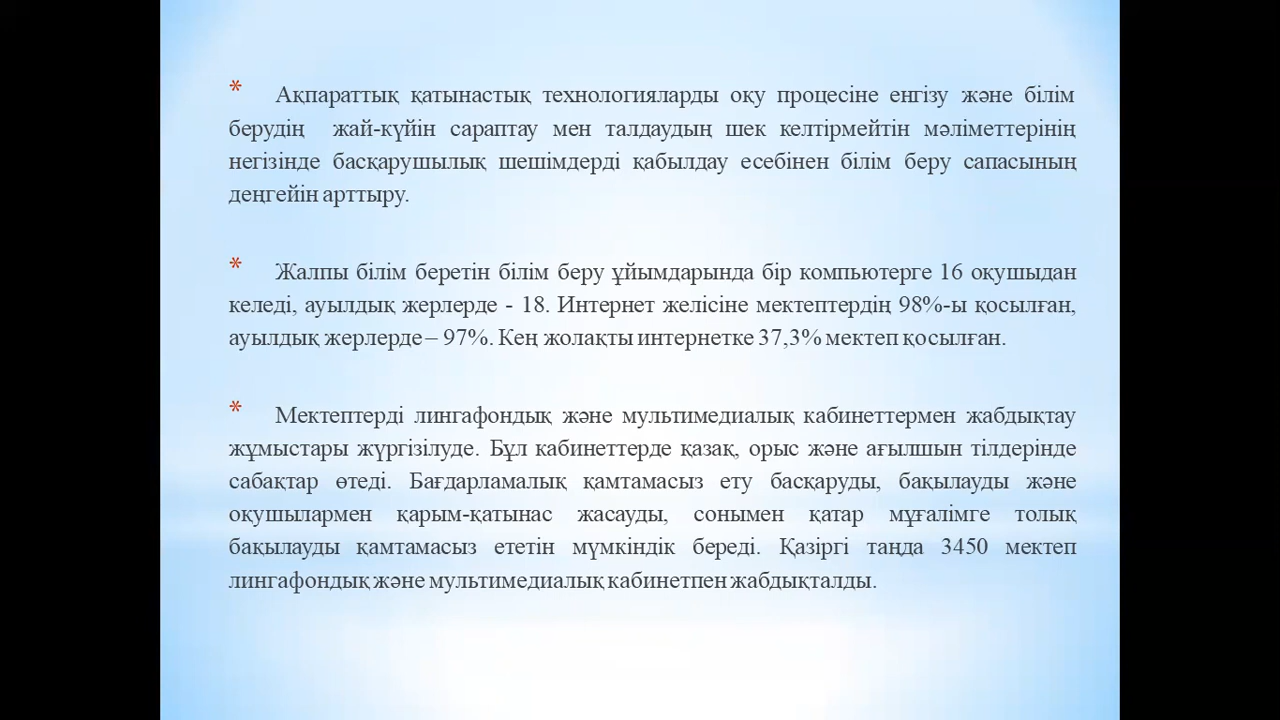 * Ақпараттық қатынастық технологияларды оқу процесіне енгізу және білім
берудің жай-күйін сараптау мен талдаудың шек келтірмейтін мәліметтерінің
негізінде басқарушылық шешімдерді қабылдау есебінен білім беру сапасының
деңгейін арттыру.
* Жалпы білім беретін білім беру ұйымдарында бір компьютерге 16 оқушыдан
келеді, ауылдық жерлерде - 18. Интернет желісіне мектептердің 98%-ы қосылған,
ауылдық жерлерде – 97%. Кең жолақты интернетке 37,3% мектеп қосылған.
* Мектептерді лингафондық және мультимедиалық кабинеттермен жабдықтау
жұмыстары жүргізілуде. Бұл кабинеттерде қазақ, орыс және ағылшын тілдерінде
сабақтар өтеді. Бағдарламалық қамтамасыз ету басқаруды, бақылауды және
оқушылармен қарым-қатынас жасауды, сонымен қатар мұғалімге толық
бақылауды қамтамасыз ететін мүмкіндік береді. Қазіргі таңда 3450 мектеп
лингафондық және мультимедиалық кабинетпен жабдықталды.